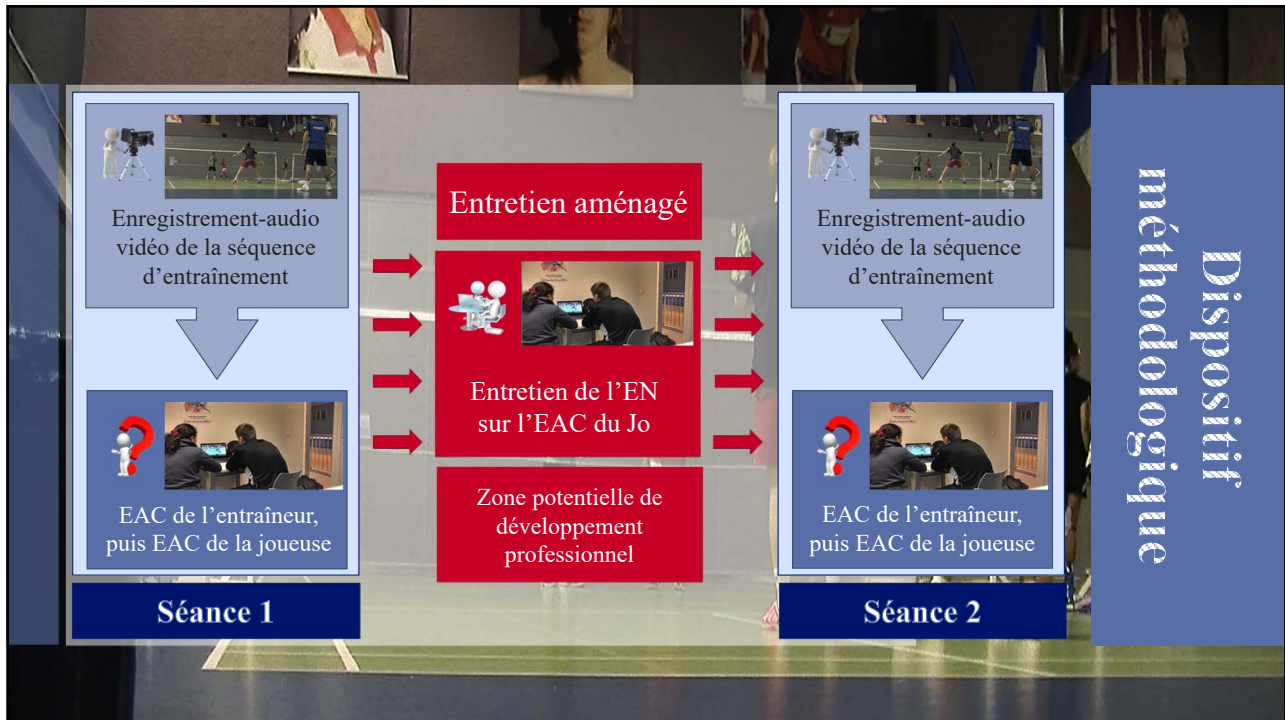 Enregistrement-audio
vidéo de la séquence
d’entraînement
EAC de l’entraîneur,
puis EAC de la joueuse
Séance 1
Entretien aménagé
Entretien de l’EN
sur l’EAC du Jo
Zone potentielle de
développement
professionnel
Enregistrement-audio
vidéo de la séquence
d’entraînement
EAC de l’entraîneur,
puis EAC de la joueuse
Séance 2
Dispositif
méthodologique